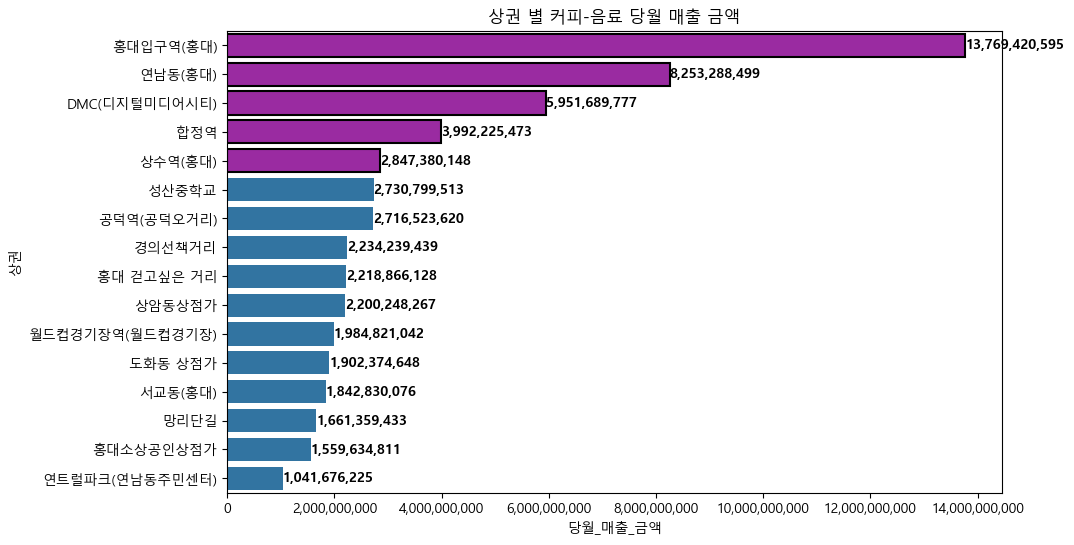 상권 별 커피-음료 당월 매출 금액
홍대입구역(홍대) 13,769,420,595
연남동(홍대) 8,253,288,499
DMC(디지털미디어시티) 5,951,689,777
합정역 3,992,225,473
상수역(홍대) 2,847,380,148
성산중학교 2,730,799,513
공덕역(공덕오거리) 2,716,523,620
경의선책거리 2,234,239,439
홍대 걷고싶은 거리 2,218,866,128
상암동상점가 2,200,248,267
월드컵경기장역(월드컵경기장) 1,984,821,042
도화동 상점가 1,902,374,648
서교동(홍대) 1,842,830,076
망리단길 1,661,359,433
홍대소상공인상점가 1,559,634,811
연트럴파크(연남동주민센터) 1,041,676,225
상권
0 2,000,000,000 4,000,000,000 6,000,000,000 8,000,000,000 10,000,000,000 12,000,000,000 14,000,000,000
당월_매출_금액